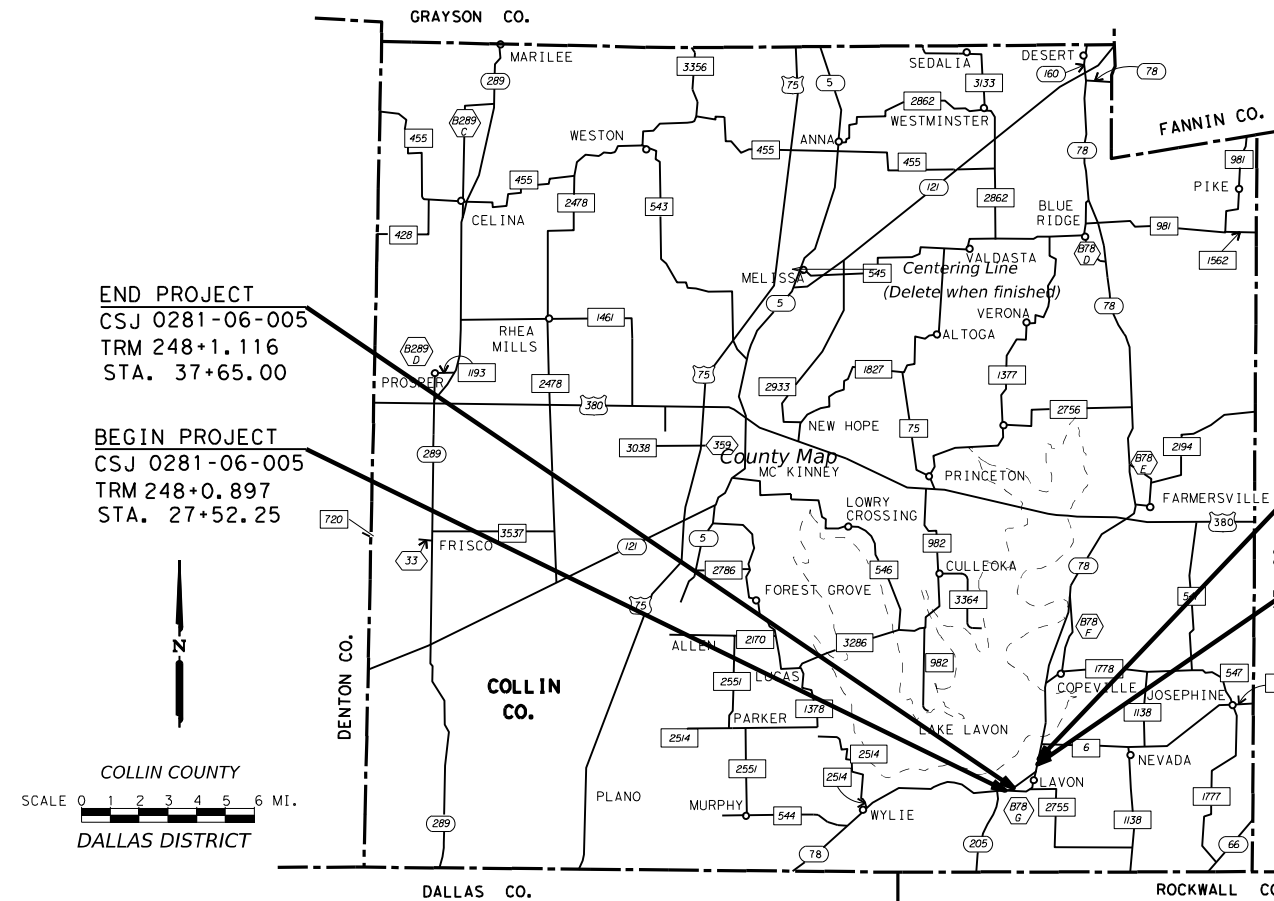 GRAYSON CO.
MARILEE
SEDALIA
DESERT
289
3356
75
5
3133
160
78
2862
B289
C
WESTMINSTER
FANNIN CO.
455
WESTON
ANNA
455
455
78
981
455
121
PIKE
2478
543
2862
BLUE
RIDGE
CELINA
981
428
VALDASTA
B78
D
1562
MELISSA
545
Centering Line
(Delete when finished)
END PROJECT
CSJ 0281-06-005
TRM 248+1.116
STA. 37+65.00
5
78
VERONA
1461
RHEA
MILLS
ALTOGA
B289
D
1193
PROSPER
2478
75
2933
1827
1377
380
2756
NEW HOPE
75
BEGIN PROJECT
CSJ 0281-06-005
TRM 248+0.897
STA. 27+52.25
289
3038
359
County Map
MC KINNEY
2194
B78
E
PRINCETON
FARMERSVILLE
LOWRY
CROSSING
720
380
3537
FRISCO
121
5
982
33
2786
546
CULLEOKA
78
FOREST GROVE
3364
547
75
B78
F
N
ALLEN
2170
3286
982
DENTON CO.
COLLIN
CO.
2551
LUCAS
1778
547
COPEVILLE
JOSEPHINE
1378
1138
PARKER
LAKE LAVON
2514
2514
6
NEVADA
2551
2514
COLLIN COUNTY
LAVON
SCALE 0 1 2 3 4 5 6 MI.
PLANO
MURPHY
544
WYLIE
B78
G
2755
1777
289
1138
DALLAS DISTRICT
78
205
66
DALLAS CO.
ROCKWALL CO